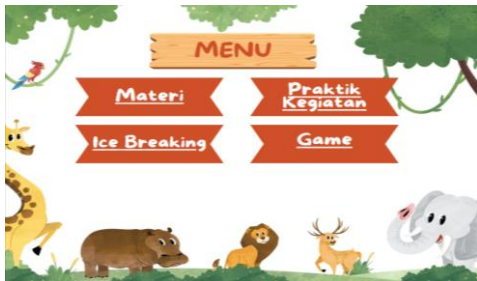 MENU
Materi
Praktik
Kegiatan
Ice Breaking
Game